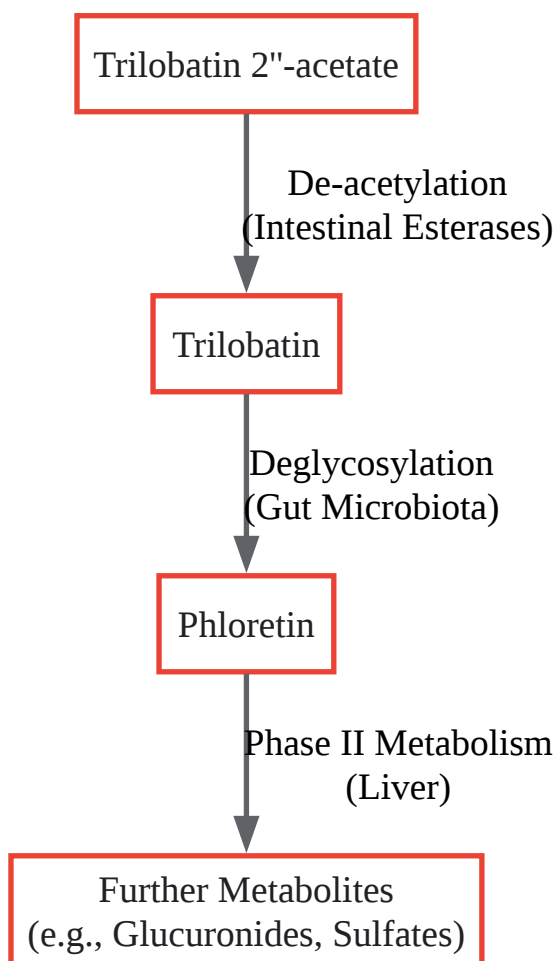 Trilobatin 2"-acetate
De-acetylation
(Intestinal Esterases)
Trilobatin
Deglycosylation
(Gut Microbiota)
Phloretin
Phase II Metabolism
(Liver)
Further Metabolites
(e.g., Glucuronides, Sulfates)